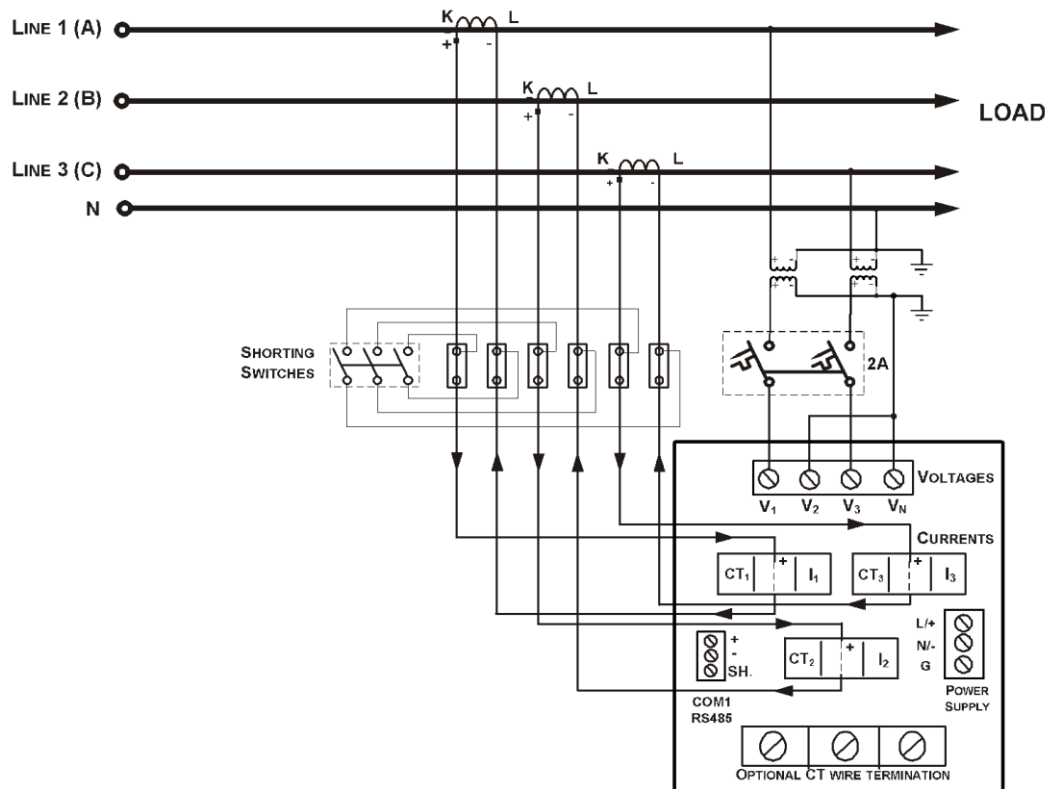 K L
+ -
LINE 1 (A)
K L
+ -
LINE 2 (B)
LOAD
K L
+ -
LINE 3 (C)
N
+ - + -
+ - + -
SHORTING
SWITCHES
2A
VOLTAGES
V1 V2 V3 VN
CURRENTS
CT1 + I1
CT3 + I3
L/+
N/-
G
POWER
SUPPLY
+
-
SH.
COM1
RS485
CT2 + I2
OPTIONAL CT WIRE TERMINATION